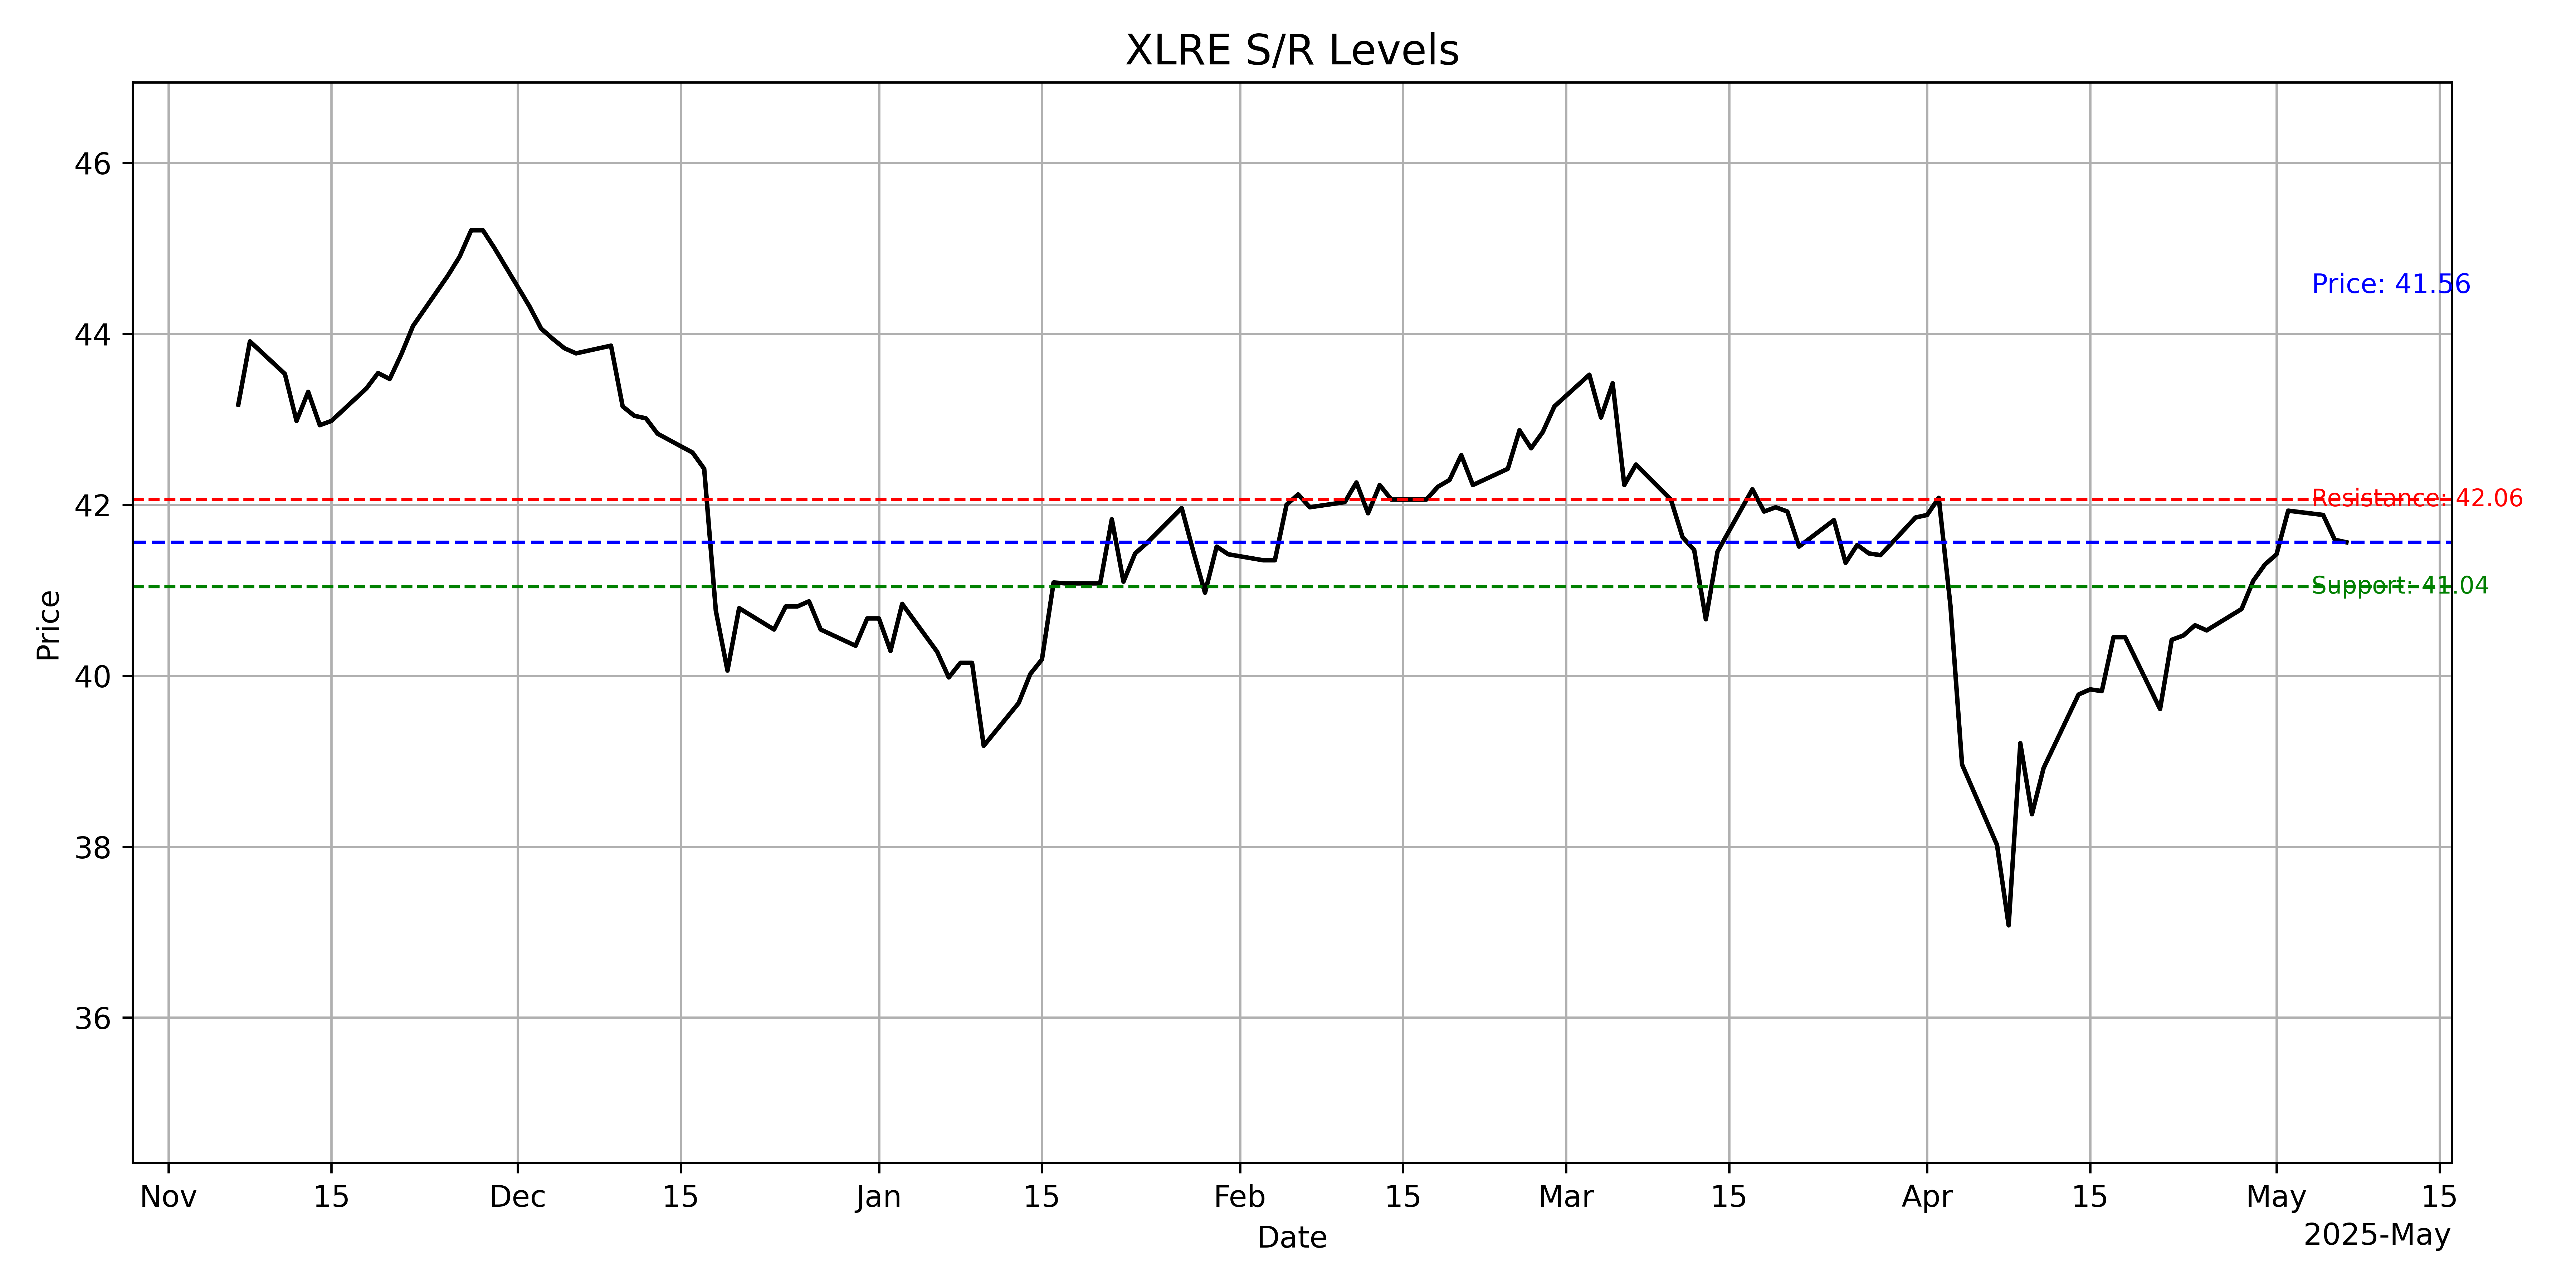 XLRE S/R Levels
46
44
42
40
38
36
Price
Price: 41.56
Resistance: 42.06
Support: 41.04
Nov 15 Dec 15 Jan 15 Feb 15 Mar 15 Apr 15 May 15
Date
2025-May